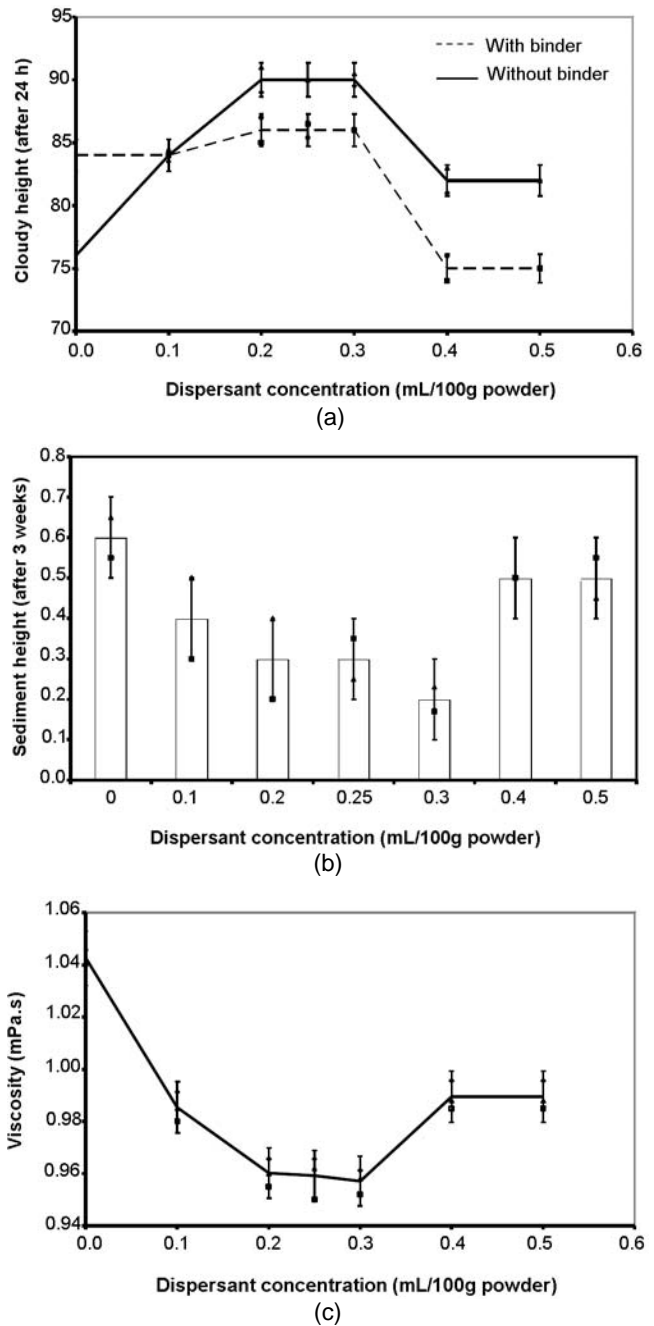 Cloudy height (after 24 h)
95
90
85
80
75
70
With binder
Without binder
0.0 0.1 0.2 0.3 0.4 0.5 0.6
Dispersant concentration (mL/100g powder)
(a)
Sediment height (after 3 weeks)
0.8
0.7
0.6
0.5
0.4
0.3
0.2
0.1
0.0
0 0.1 0.2 0.25 0.3 0.4 0.5
Dispersant concentration (mL/100g powder)
(b)
Viscosity (mPa.s)
1.06
1.04
1.00
0.98
0.96
0.94
0.0 0.1 0.2 0.3 0.4 0.5 0.6
Dispersant concentration (mL/100g powder)
(c)